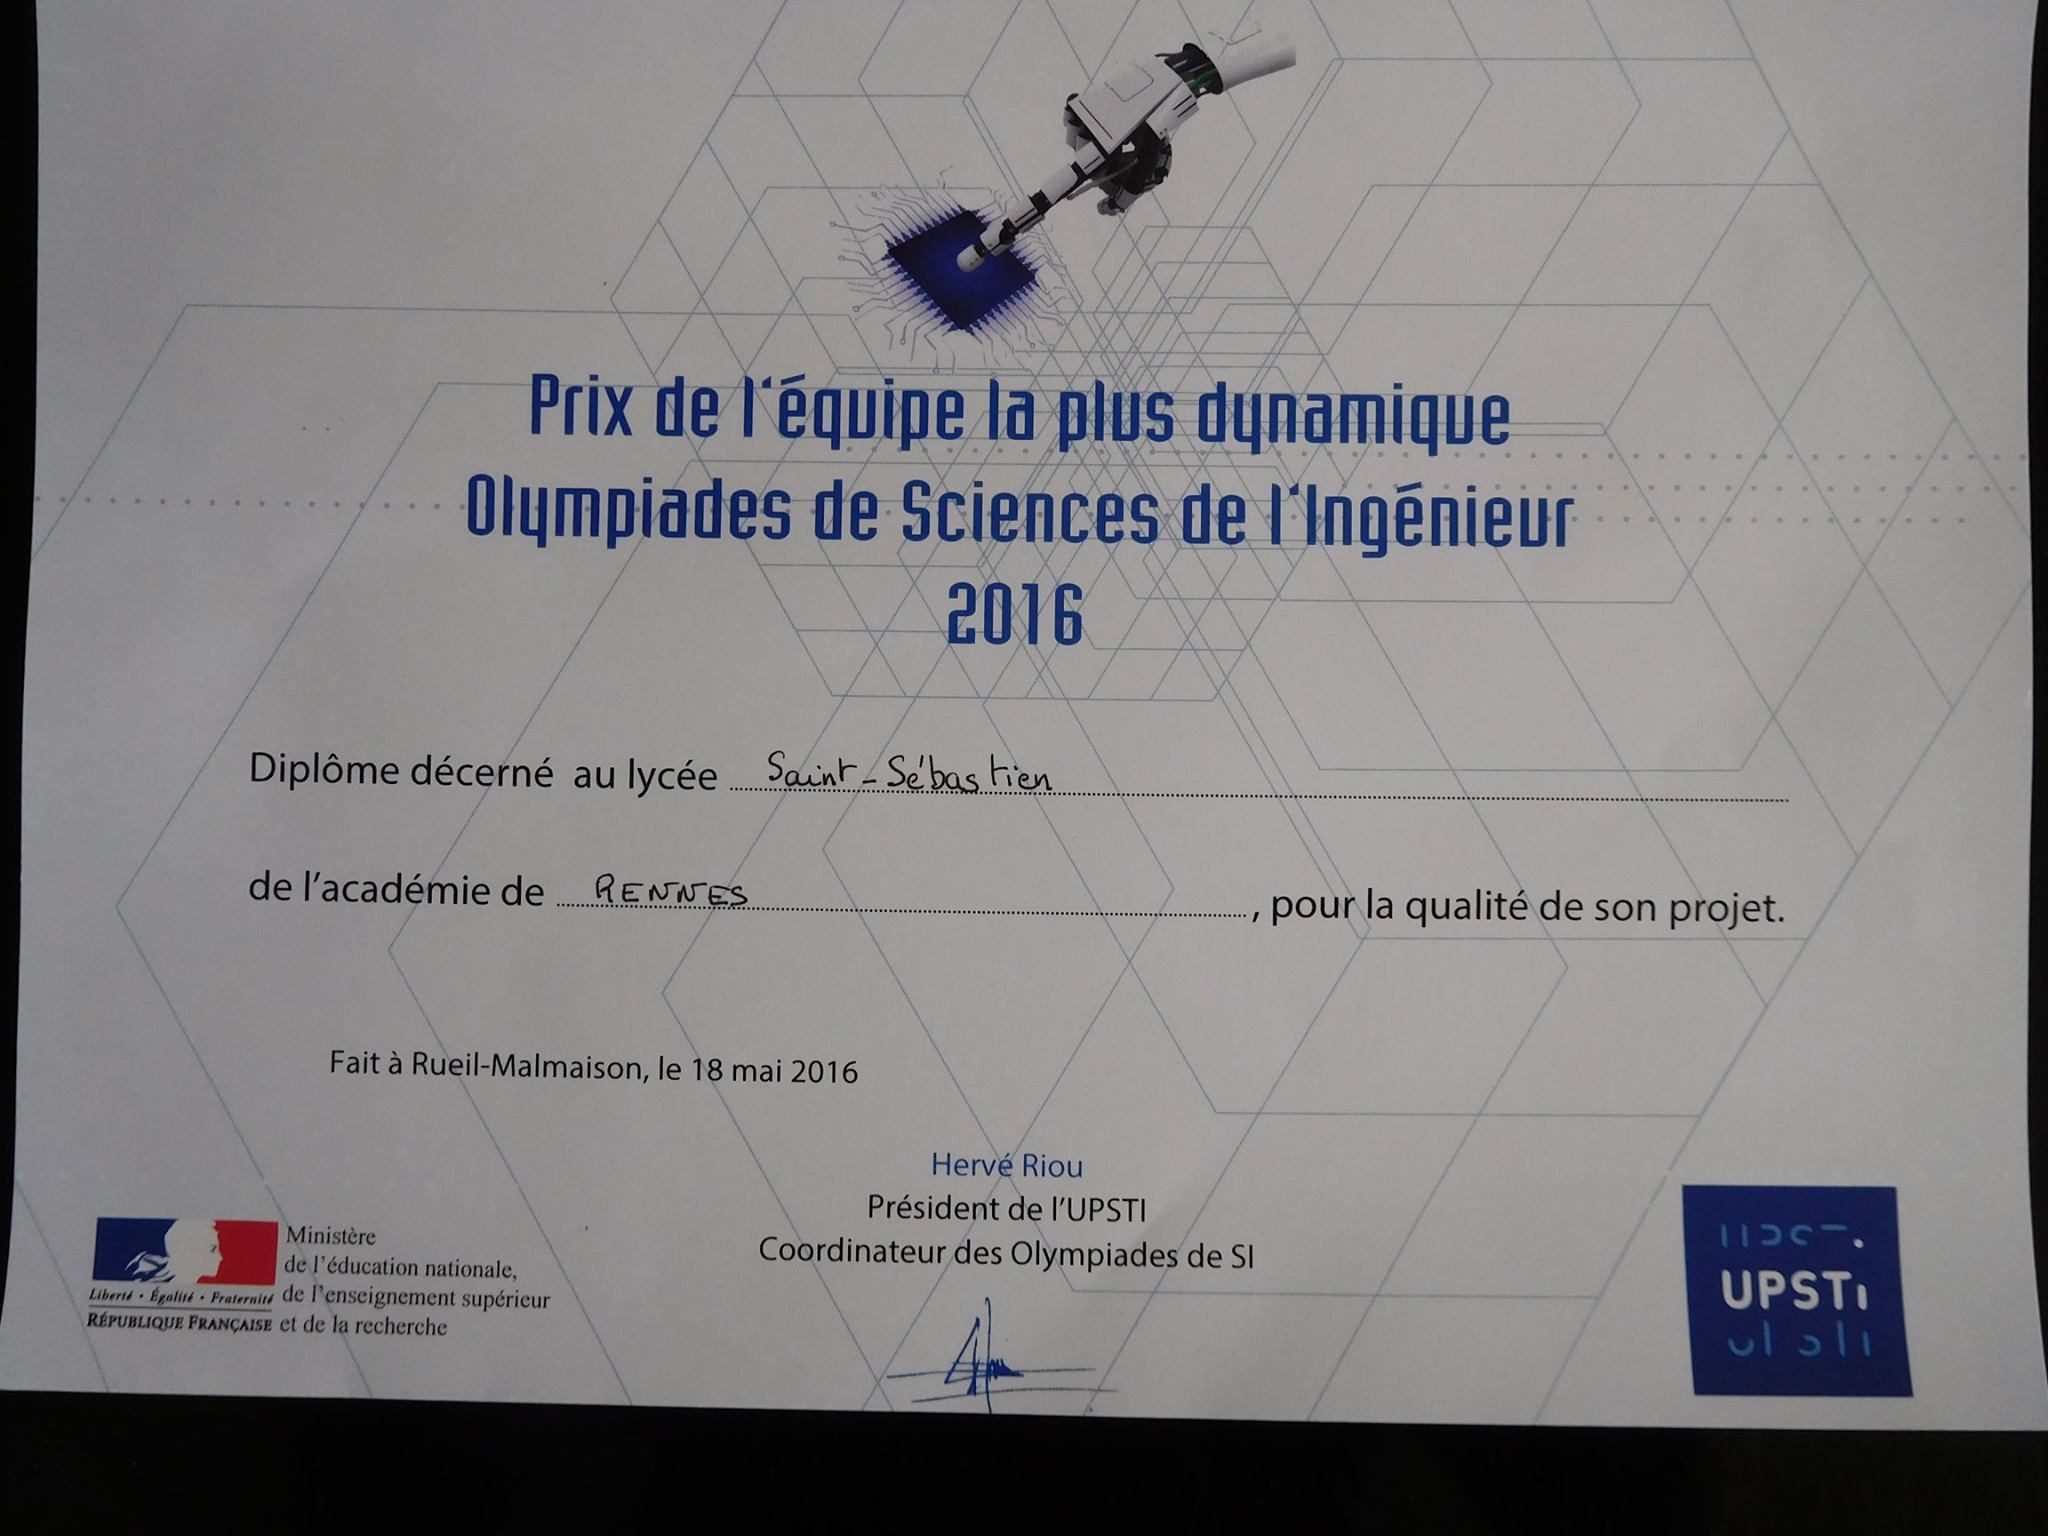 Prix de l'équipe la plus dynamique
Olympiades de Sciences de l'Ingénieur
2016
Diplôme décerné au lycée Saint-Sébastien
de l'académie de RENNES, pour la qualité de son projet.
Fait à Rueil-Malmaison, le 18 mai 2016
Hervé Riou
Président de l'UPSTI
Coordinateur des Olympiades de SI
Ministère
de l'éducation nationale,
de l'enseignement supérieur
et de la recherche
Liberté • Égalité • Fraternité
RÉPUBLIQUE FRANÇAISE
UPSTI